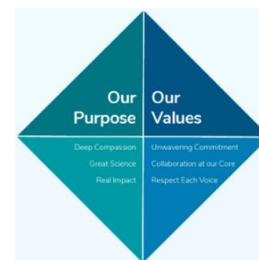 Our
Purpose
Our
Values
Deep Compassion
Great Science
Real Impact
Unwavering Commitment
Collaboration at our Core
Respect Each Voice